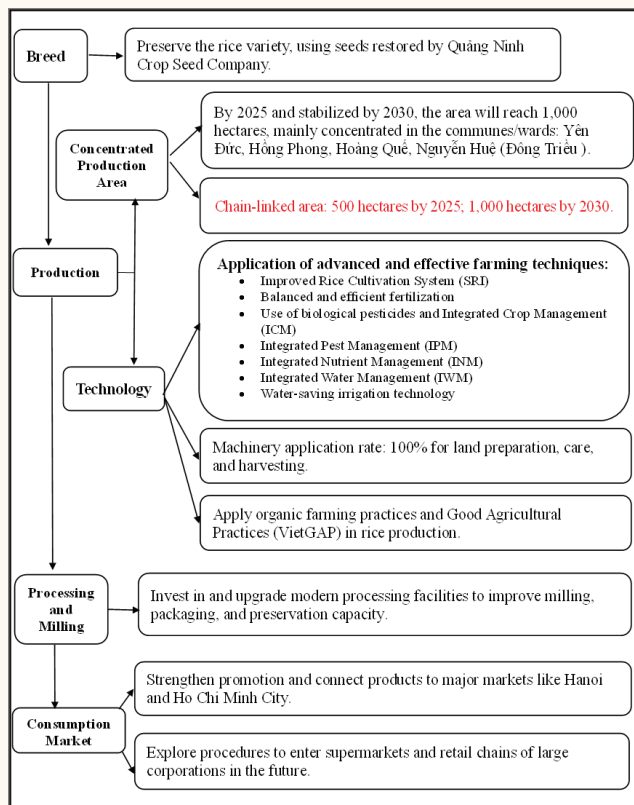 Breed
Preserve the rice variety, using seeds restored by Quảng Ninh
Crop Seed Company.
Concentrated
Production
Area
By 2025 and stabilized by 2030, the area will reach 1,000
hectares, mainly concentrated in the communes/wards: Yên
Đức, Hồng Phong, Hoàng Quế, Nguyễn Huệ (Đông Triều ).
Chain-linked area: 500 hectares by 2025; 1,000 hectares by 2030.
Production
Application of advanced and effective farming techniques:
• Improved Rice Cultivation System (SRI)
• Balanced and efficient fertilization
• Use of biological pesticides and Integrated Crop Management
(ICM)
• Integrated Pest Management (IPM)
• Integrated Nutrient Management (INM)
• Integrated Water Management (IWM)
• Water-saving irrigation technology
Technology
Machinery application rate: 100% for land preparation, care,
and harvesting.
Apply organic farming practices and Good Agricultural
Practices (VietGAP) in rice production.
Processing
and
Milling
Invest in and upgrade modern processing facilities to improve milling,
packaging, and preservation capacity.
Consumption
Market
Strengthen promotion and connect products to major markets like Hanoi
and Ho Chi Minh City.
Explore procedures to enter supermarkets and retail chains of large
corporations in the future.